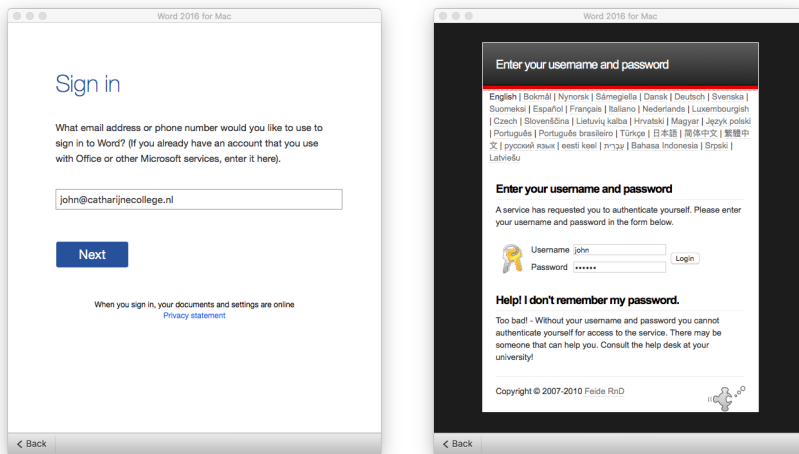 Word 2016 for Mac
Sign in
What email address or phone number would you like to use to
sign in to Word? (If you already have an account that you use
with Office or other Microsoft services, enter it here).
john@catharijnecollege.nl
Next
When you sign in, your documents and settings are online
Privacy statement
Back
Word 2016 for Mac
Enter your username and password
English | Bokmål | Nynorsk | Sámegiella | Dansk | Deutsch | Svenska |
Suomeksi | Español | Français | Italiano | Nederlands | Luxembourgish
| Czech | Slovenščina | Lietuvių kalba | Hrvatski | Magyar | Język polski
| Português | Português brasileiro | Türkçe | 日本語 | 简体中文 | 繁體中
文 | русский язык | eesti keel | עִבְרִית | Bahasa Indonesia | Srpski |
Latviešu
Enter your username and password
A service has requested you to authenticate yourself. Please enter
your username and password in the form below.
Username john
Login
Password ••••••
Help! I don't remember my password.
Too bad! - Without your username and password you cannot
authenticate yourself for access to the service. There may be
someone that can help you. Consult the help desk at your
university!
Copyright © 2007-2010 Feide RnD
Back